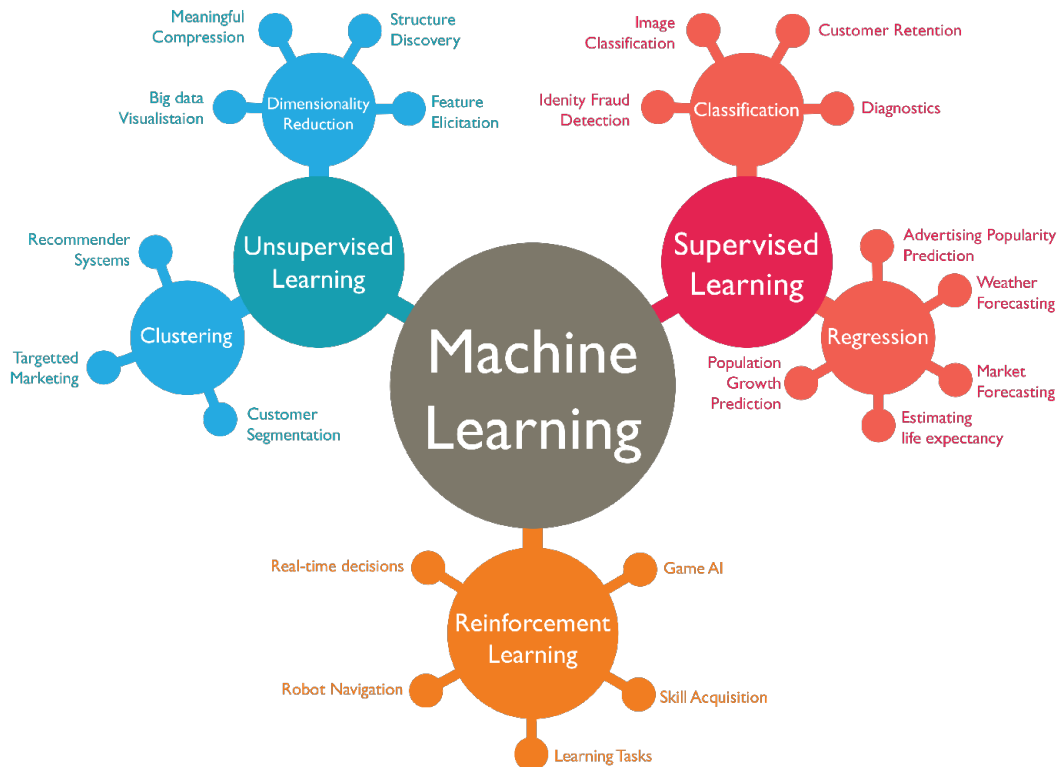 Meaningful
Compression
Structure
Discovery
Big data
Visualistaion
Dimensionality
Reduction
Feature
Elicitation
Image
Classification
Customer Retention
Idenity Fraud
Detection
Classification
Diagnostics
Unsupervised
Learning
Supervised
Learning
Recommender
Systems
Clustering
Targetted
Marketing
Customer
Segmentation
Advertising Popularity
Prediction
Weather
Forecasting
Regression
Population
Growth
Prediction
Market
Forecasting
Estimating
life expectancy
Machine
Learning
Real-time decisions
Game AI
Reinforcement
Learning
Robot Navigation
Skill Acquisition
Learning Tasks